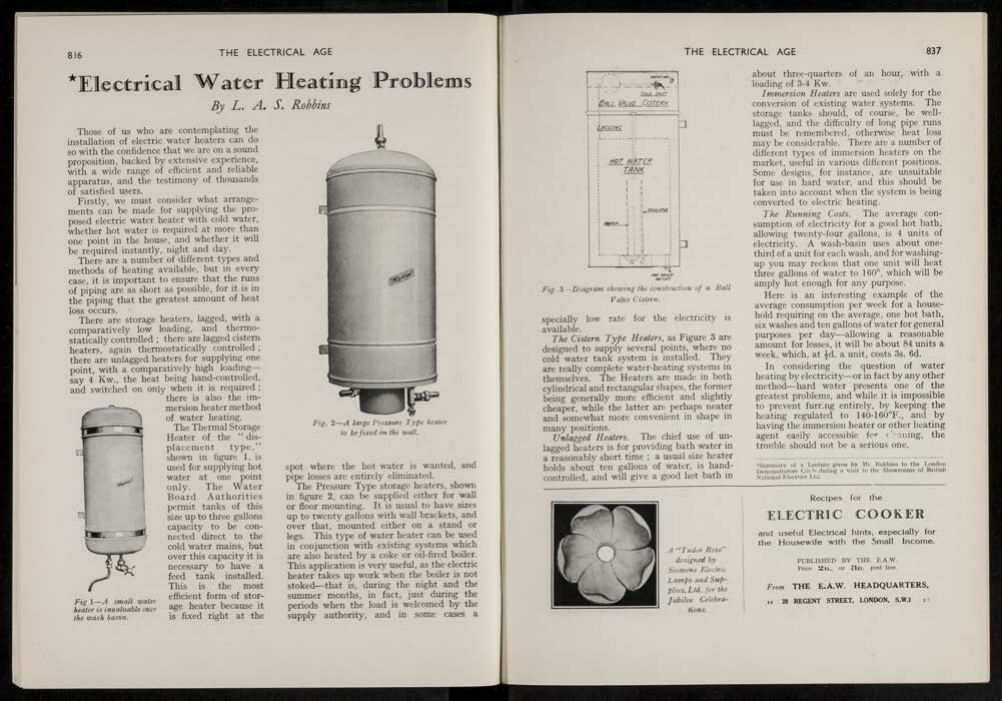 836
THE ELECTRICAL AGE
*Electrical Water Heating Problems
By L. A. S. Robbins
Those of us who are contemplating the
installation of electric water heaters can do
so with the confidence that we are on a sound
proposition, backed by extensive experience,
with a wide range of efficient and reliable
apparatus, and the testimony of thousands
of satisfied users.
Firstly, we must consider what arrange-
ments can be made for supplying the pro-
posed electric water heater with cold water,
whether hot water is required at more than
one point in the house, and whether it will
be required instantly, night and day.
There are a number of different types and
methods of heating available, but in every
case, it is important to ensure that the runs
of piping are as short as possible, for it is in
the piping that the greatest amount of heat
loss occurs.
There are storage heaters, lagged, with a
comparatively low loading, and thermo-
statically controlled ; there are lagged cistern
heaters, again thermostatically controlled ;
there are unlagged heaters for supplying one
point, with a comparatively high loading—
say 4 Kw., the heat being hand-controlled,
and switched on only when it is required ;
there is also the im-
mersion heater method
of water heating.
The Thermal Storage
Heater of the "dis-
placement type,"
shown in figure 1, is
used for supplying hot
water at one point
only. The Water
Board Authorities
permit tanks of this
size up to three gallons
capacity to be con-
nected direct to the
cold water mains, but
over this capacity it is
necessary to have a
feed tank installed.
This is the most
efficient form of stor-
age heater because it
is fixed right at the
Fig 1—A small water
heater is invaluable over
the wash basin.
Fig. 2—A large Pressure Type heater
to be fixed on the wall.
spot where the hot water is wanted, and
pipe losses are entirely eliminated.
The Pressure Type storage heaters, shown
in figure 2, can be supplied either for wall
or floor mounting. It is usual to have sizes
up to twenty gallons with wall brackets, and
over that, mounted either on a stand or
legs. This type of water heater can be used
in conjunction with existing systems which
are also heated by a coke or oil-fired boiler.
This application is very useful, as the electric
heater takes up work when the boiler is not
stoked—that is, during the night and the
summer months, in fact, just during the
periods when the load is welcomed by the
supply authority, and in some cases a
THE ELECTRICAL AGE
837
BALL VALVE CISTERN
LAGGING
HOT WATER
TANK
Fig. 3—Diagram showing the construction of a Ball
Valve Cistern.
specially low rate for the electricity is
available.
The Cistern Type Heaters, as Figure 3 are
designed to supply several points, where no
cold water tank system is installed. They
are really complete water-heating systems in
themselves. The Heaters are made in both
cylindrical and rectangular shapes, the former
being generally more efficient and slightly
cheaper, while the latter are perhaps neater
and somewhat more convenient in shape in
many positions.
Unlagged Heaters. The chief use of un-
lagged heaters is for providing bath water in
a reasonably short time ; a usual size heater
holds about ten gallons of water, is hand-
controlled, and will give a good hot bath in
about three-quarters of an hour, with a
loading of 3-4 Kw.
Immersion Heaters are used solely for the
conversion of existing water systems. The
storage tanks should, of course, be well-
lagged, and the difficulty of long pipe runs
must be remembered, otherwise heat loss
may be considerable. There are a number of
different types of immersion heaters on the
market, useful in various different positions.
Some designs, for instance, are unsuitable
for use in hard water, and this should be
taken into account when the system is being
converted to electric heating.
The Running Costs. The average con-
sumption of electricity for a good hot bath,
allowing twenty-four gallons, is 4 units of
electricity. A wash-basin uses about one-
third of a unit for each wash, and for washing-
up you may reckon that one unit will heat
three gallons of water to 160°, which will be
amply hot enough for any purpose.
Here is an interesting example of the
average consumption per week for a house-
hold requiring on the average, one hot bath,
six washes and ten gallons of water for general
purposes per day—allowing a reasonable
amount for losses, it will be about 84 units a
week, which, at ½d. a unit, costs 3s. 6d.
In considering the question of water
heating by electricity—or in fact by any other
method—hard water presents one of the
greatest problems, and while it is impossible
to prevent furring entirely, by keeping the
heating regulated to 140-160°F., and by
having the immersion heater or other heating
agent easily accessible for cleaning, the
trouble should not be a serious one.
*Summary of a Lecture given by Mr. Robbins to the London
Demonstrators Circle during a visit to the Showrooms of British
National Electrics Ltd.
A "Tudor Rose"
designed by
Siemens Electric
Lamps and Sup-
plies, Ltd. for the
Jubilee Celebra-
tions.
Recipes for the
ELECTRIC COOKER
and useful Electrical hints, especially for
the Housewife with the Small Income.
PUBLISHED BY THE E.A.W.
Price 2s., or post free.
From THE E.A.W. HEADQUARTERS,
20 REGENT STREET, LONDON, S.W.1